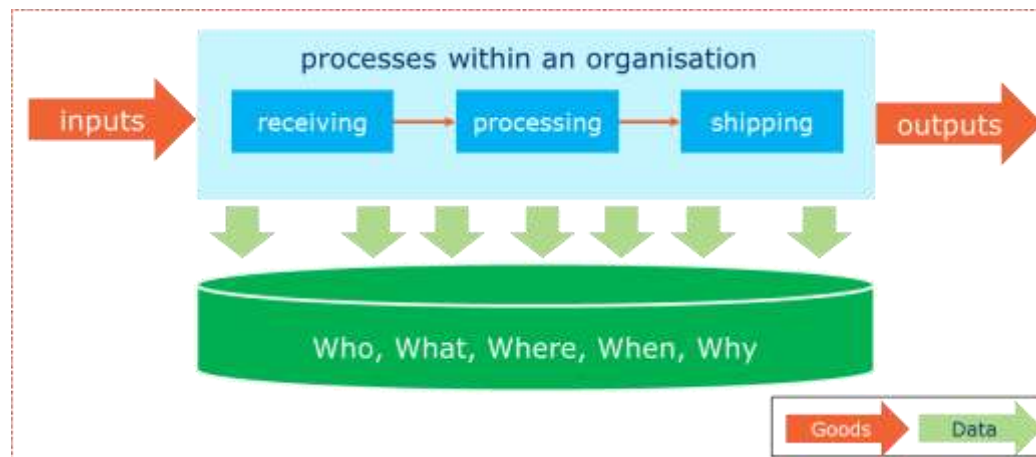 processes within an organisation
inputs
receiving
processing
shipping
outputs
Who, What, Where, When, Why
Goods
Data